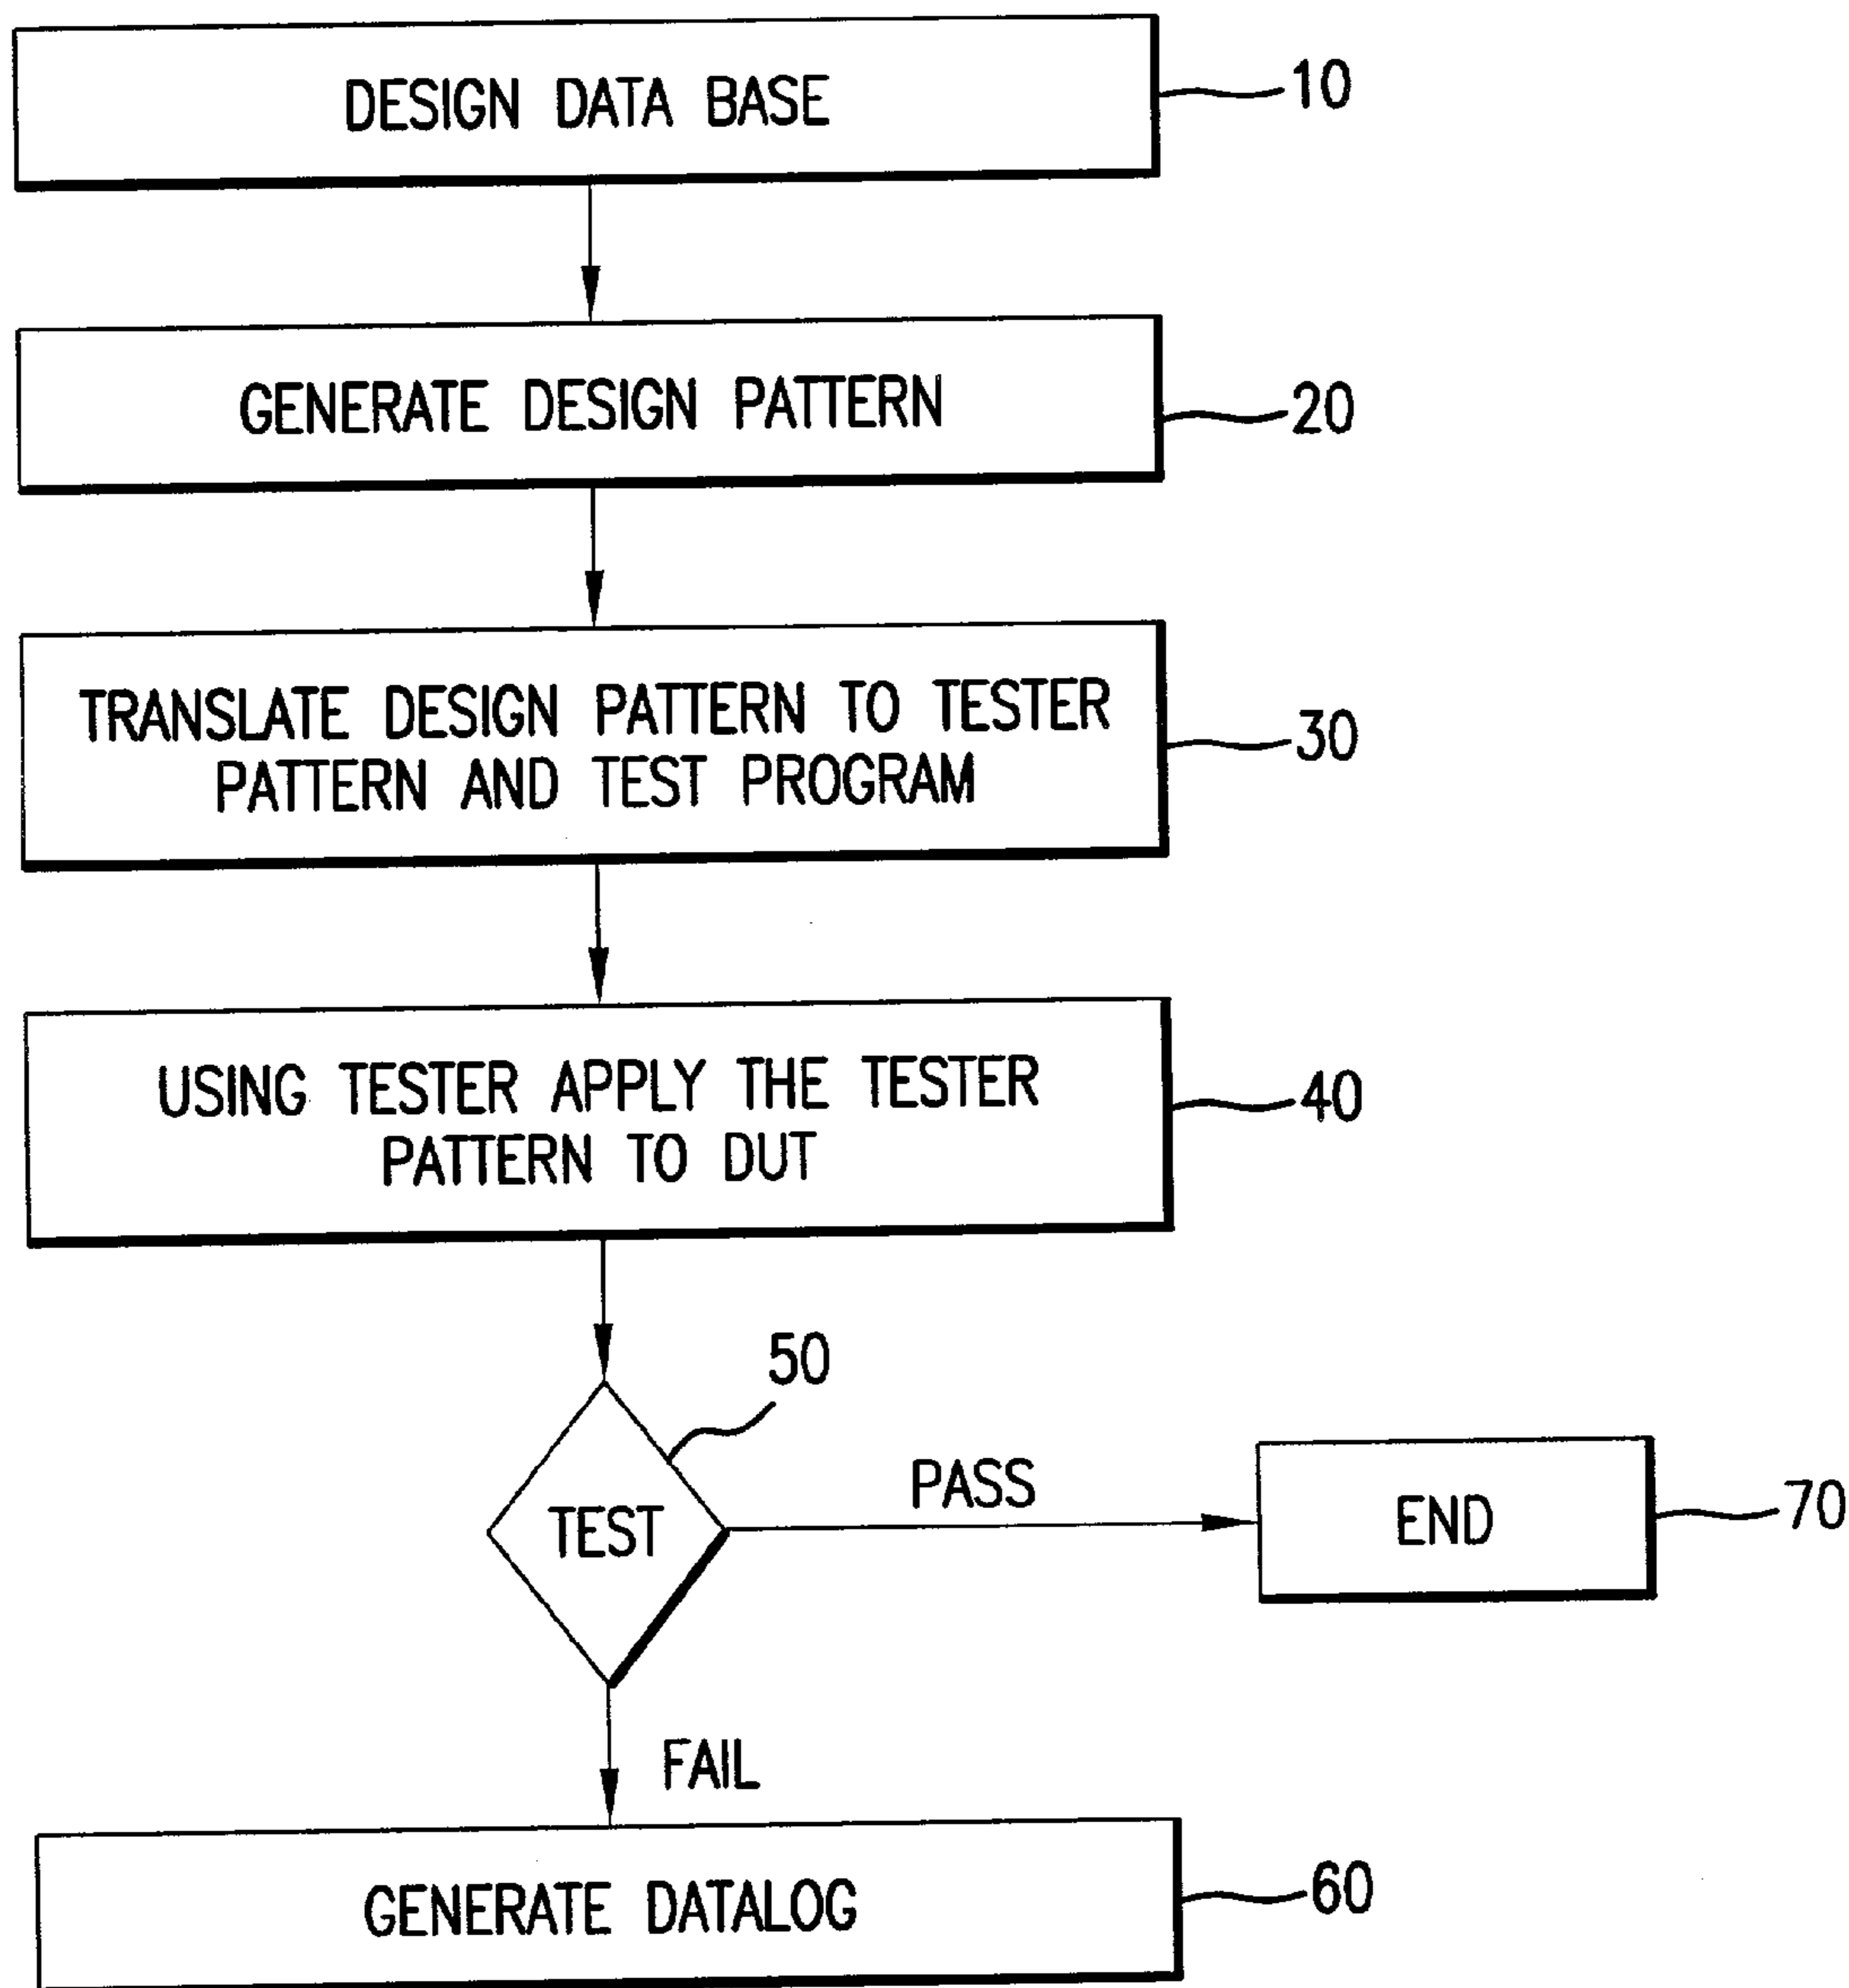 DESIGN DATA BASE
10
GENERATE DESIGN PATTERN
20
TRANSLATE DESIGN PATTERN TO TESTER
PATTERN AND TEST PROGRAM
30
USING TESTER APPLY THE TESTER
PATTERN TO DUT
40
50
TEST
PASS
END
70
FAIL
GENERATE DATALOG
60